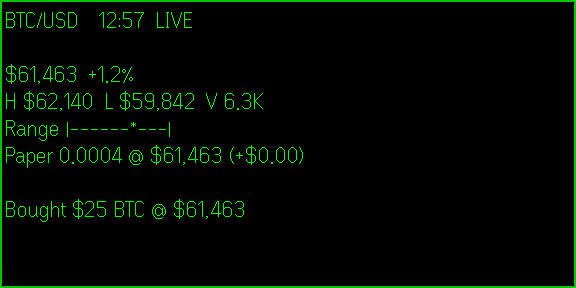 BTC/USD 12:57 LIVE
$61,463 +1.2%
H $62,140 L $59,842 V 6.3K
Range |------*---|
Paper 0.0004 @ $61,463 (+$0.00)
Bought $25 BTC @ $61,463